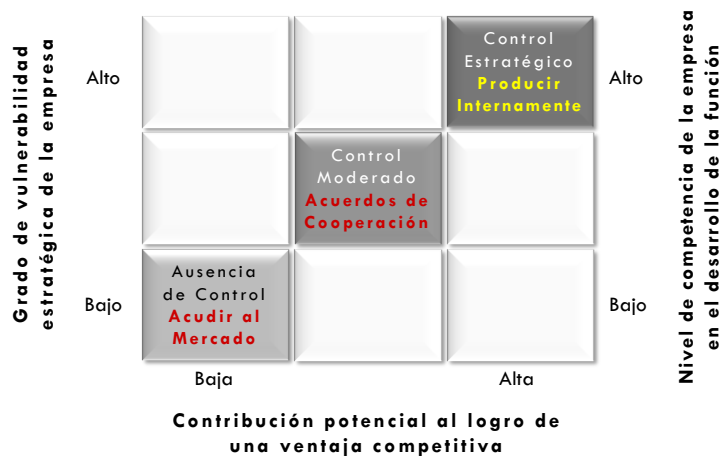 Grado de vulnerabilidad
estratégica de la empresa
Alto
Control
Estratégico
Producir
Internamente
Alto
Control
Moderado
Acuerdos de
Cooperación
Bajo
Ausencia
de Control
Acudir al
Mercado
Bajo
Nivel de competencia de la empresa
en el desarrollo de la función
Baja
Alta
Contribución potencial al logro de
una ventaja competitiva